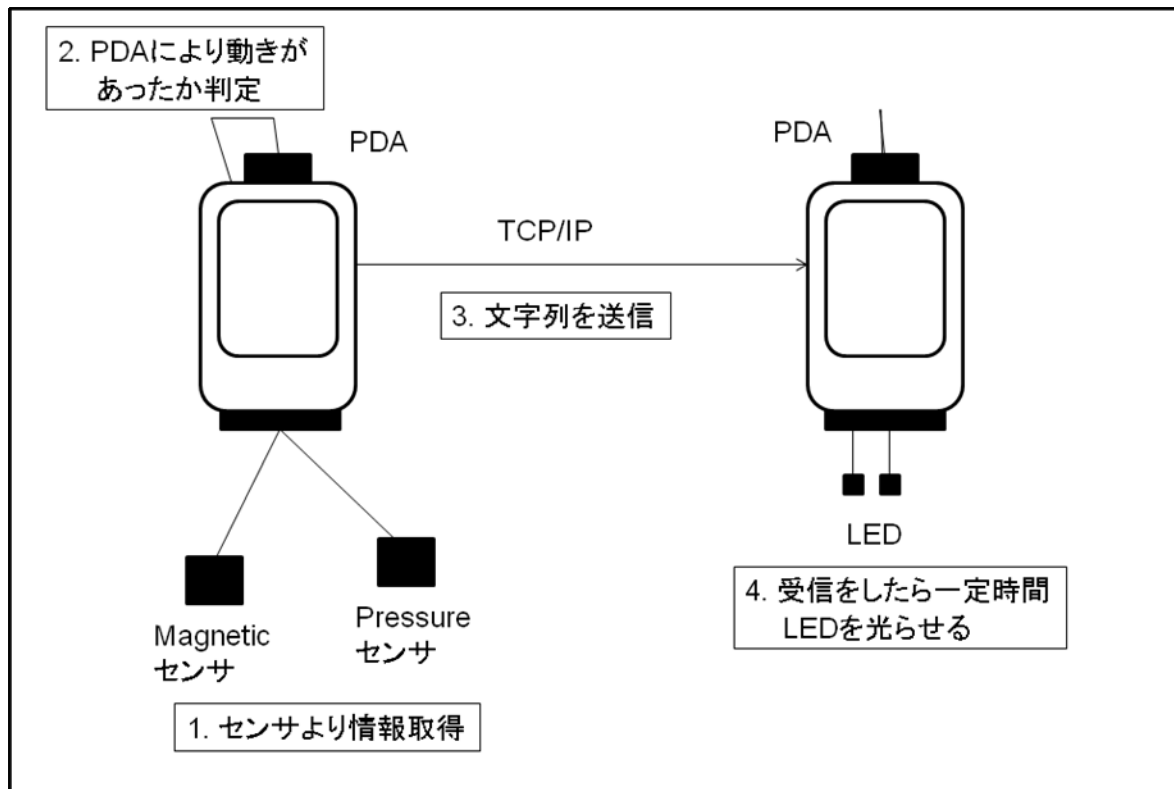 2. PDAにより動きが
あったか判定
PDA
PDA
TCP/IP
3. 文字列を送信
LED
Magnetic
センサ
Pressure
センサ
4. 受信をしたら一定時間
LEDを光らせる
1. センサより情報取得